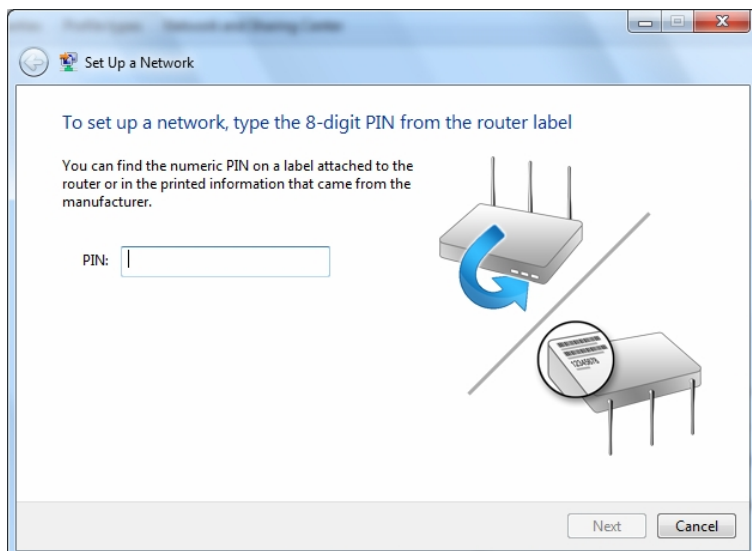 Set Up a Network
To set up a network, type the 8-digit PIN from the router label
You can find the numeric PIN on a label attached to the
router or in the printed information that came from the
manufacturer.
PIN:
12345678
Next
Cancel